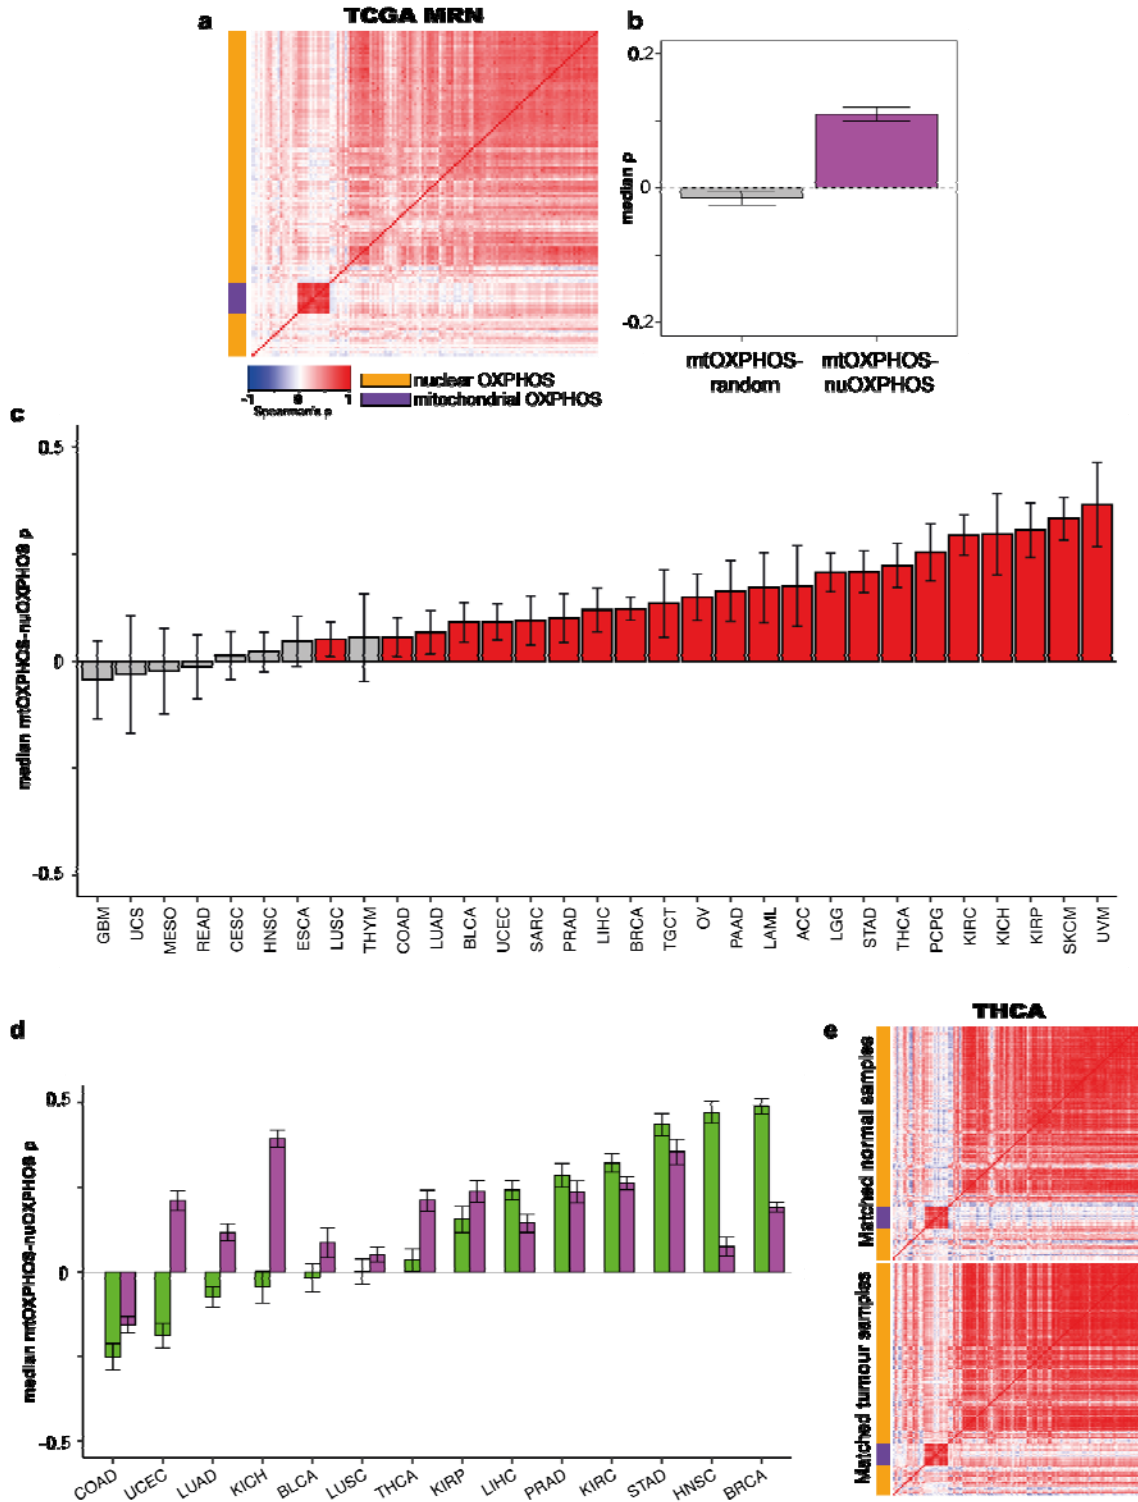 a
TCGA MRN
-1 0 1
Spearman's ρ
nuclear OXPHOS
mitochondrial OXPHOS
b
0.2
0
-0.2
median ρ
mtOXPHOS-
random
mtOXPHOS-
nuOXPHOS
c
0.5
0
-0.5
median mtOXPHOS-nuOXPHOS ρ
GBM UCS MESO READ CESC HNSC ESCA LUSC THYM COAD LUAD BLCA UCEC SARC PRAD LIHC BRCA TGCT OV PAAD LAML ACC LGG STAD THCA PCPG KIRC KICH KIRP SKCM UVM
d
0.5
0
-0.5
median mtOXPHOS-nuOXPHOS ρ
COAD UCEC LUAD KICH BLCA LUSC THCA KIRP LIHC PRAD KIRC STAD HNSC BRCA
e
THCA
Matched normal samples
Matched tumour samples